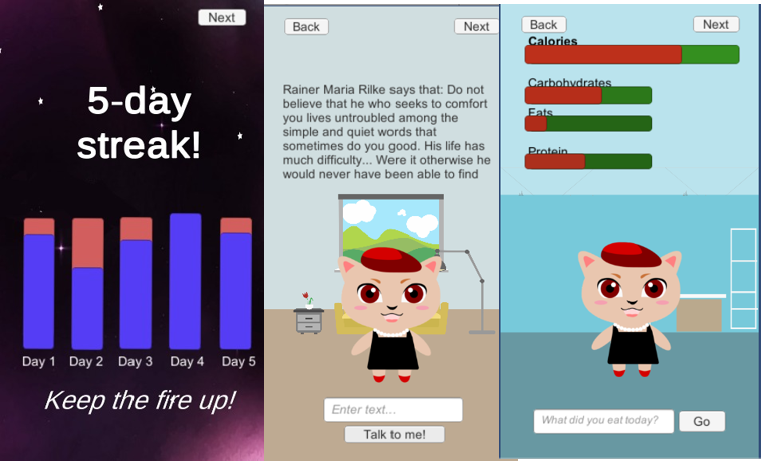 Next
5-day
streak!
Day 1
Day 2
Day 3
Day 4
Day 5
Keep the fire up!
Back
Next
Rainer Maria Rilke says that: Do not
believe that he who seeks to comfort
you lives untroubled among the
simple and quiet words that
sometimes do you good. His life has
much difficulty... Were it otherwise he
would never have been able to find
Enter text...
Talk to me!
Back
Next
Calories
Carbohydrates
Fats
Protein
What did you eat today?
Go